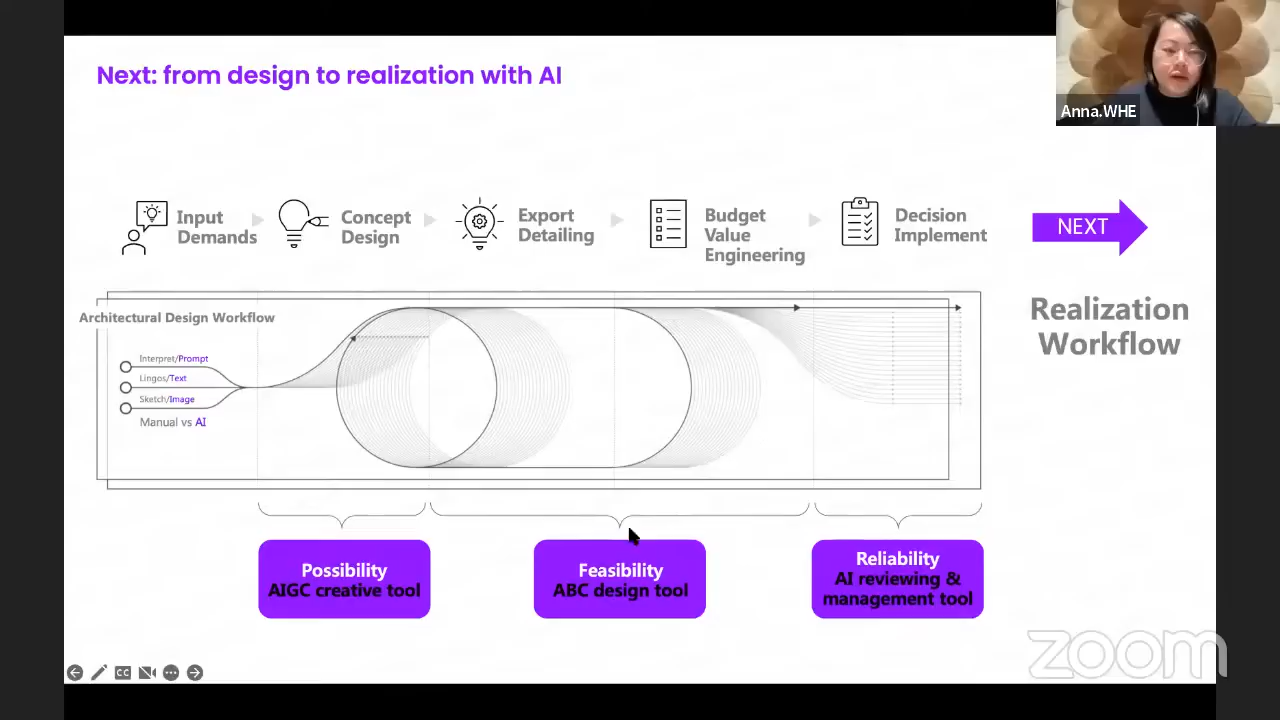 Next: from design to realization with AI
Anna.WHE
Input
Demands
Concept
Design
Export
Detailing
Budget
Value
Engineering
Decision
Implement
NEXT
Realization
Workflow
Architectural Design Workflow
Interpret/Prompt
Lingos/Text
Sketch/Image
Manual vs AI
Possibility
AIGC creative tool
Feasibility
ABC design tool
Reliability
AI reviewing &
management tool
CC
zoom